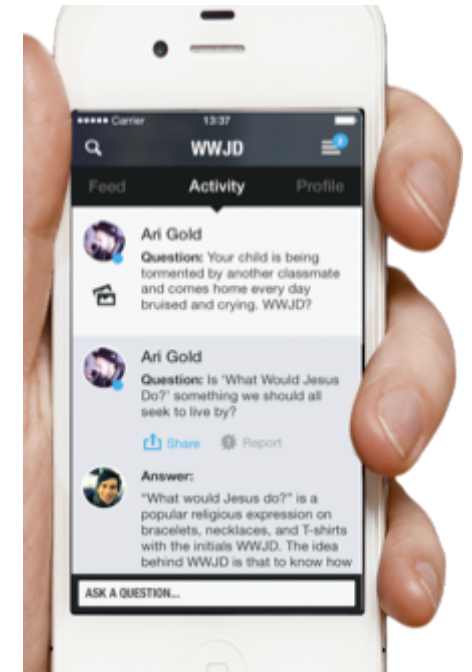 Carrier 13:37
WWJD
Feed Activity Profile
Ari Gold
Question: Your child is being
tormented by another classmate
and comes home every day
bruised and crying. WWJD?
Ari Gold
Question: Is 'What Would Jesus
Do?' something we should all
seek to live by?
Share Report
Answer:
"What would Jesus do?" is a
popular religious expression on
bracelets, necklaces, and T-shirts
with the initials WWJD. The idea
behind WWJD is that to know how
ASK A QUESTION...